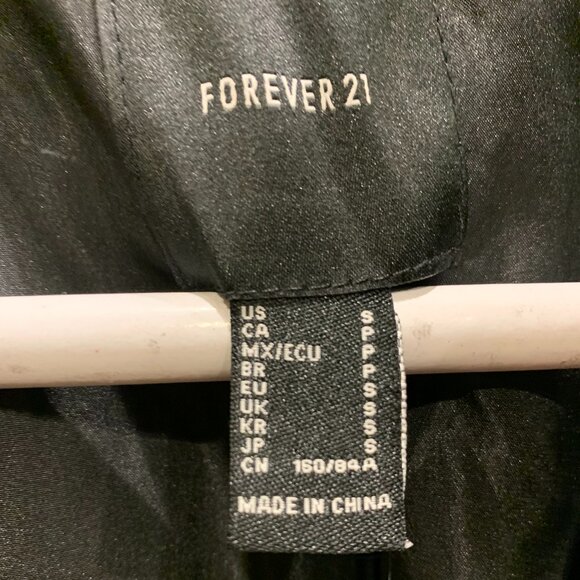 FOREVER 21
US S
CA P
MX/ECU P
BR P
EU S
UK S
KR S
JP S
CN 160/84A
MADE IN CHINA